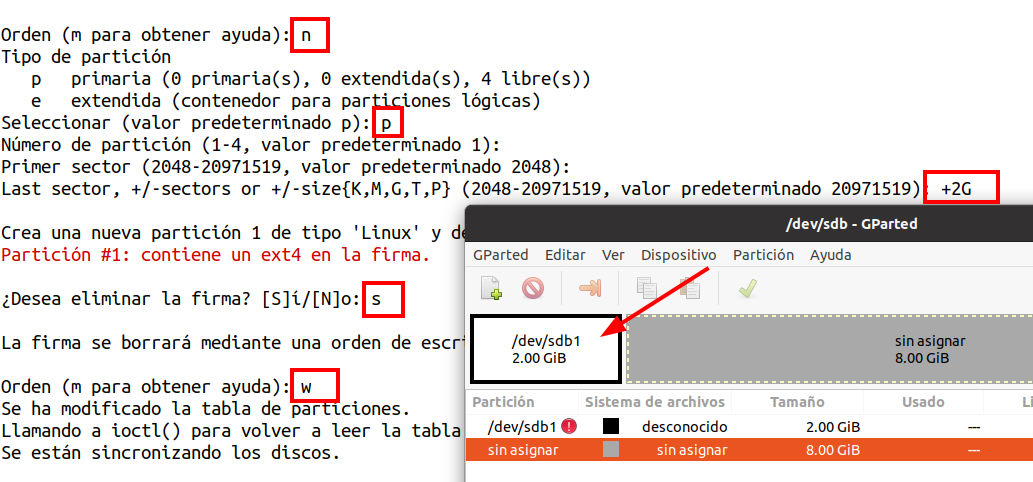 Orden (m para obtener ayuda): n
Tipo de partición
p   primaria (0 primaria(s), 0 extendida(s), 4 libre(s))
e   extendida (contenedor para particiones lógicas)
Seleccionar (valor predeterminado p): p
Número de partición (1-4, valor predeterminado 1):
Primer sector (2048-20971519, valor predeterminado 2048):
Last sector, +/-sectors or +/-size{K,M,G,T,P} (2048-20971519, valor predeterminado 20971519): +2G
Crea una nueva partición 1 de tipo 'Linux' y de
Partición #1: contiene un ext4 en la firma.
¿Desea eliminar la firma? [S]í/[N]o: s
La firma se borrará mediante una orden de escri
Orden (m para obtener ayuda): w
Se ha modificado la tabla de particiones.
Llamando a ioctl() para volver a leer la tabla
Se están sincronizando los discos.
/dev/sdb - GParted
GParted Editar Ver Dispositivo Partición Ayuda
/dev/sdb1
2.00 GiB
sin asignar
8.00 GiB
Partición Sistema de archivos Tamaño Usado Li
/dev/sdb1 desconocido 2.00 GiB ---
sin asignar sin asignar 8.00 GiB ---